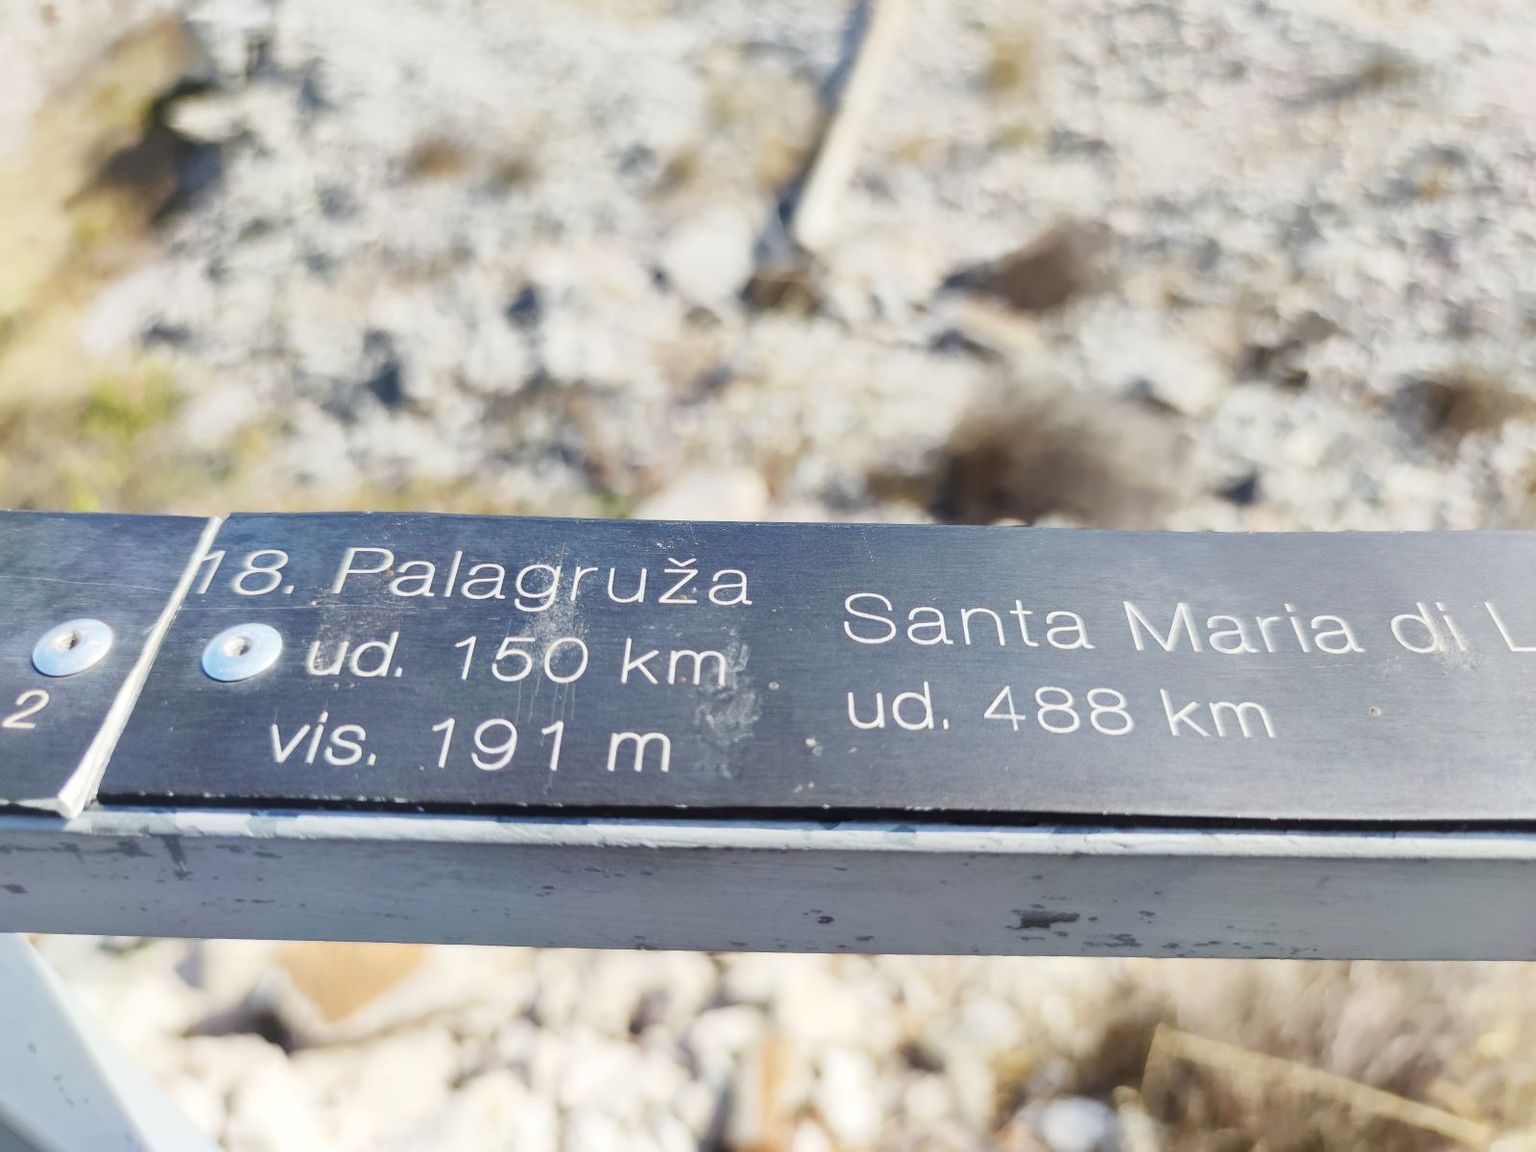 18. Palagruža
ud. 150 km
vis. 191 m
Santa Maria di L
ud. 488 km
2